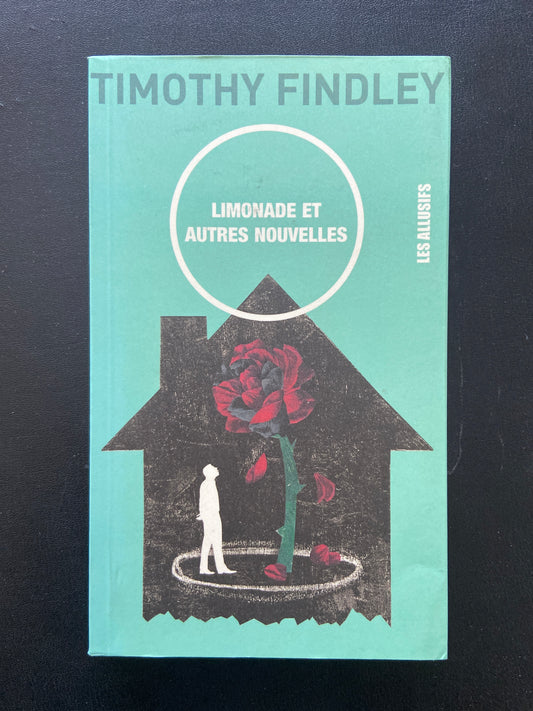 TIMOTHY FINDLEY
LIMONADE ET
AUTRES NOUVELLES
LES ALLUSIFS